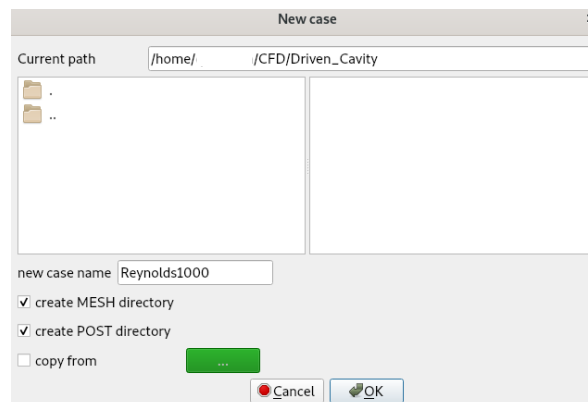 New case
Current path /home/ /CFD/Driven_Cavity
.
..
new case name Reynolds1000
create MESH directory
create POST directory
copy from ...
Cancel OK